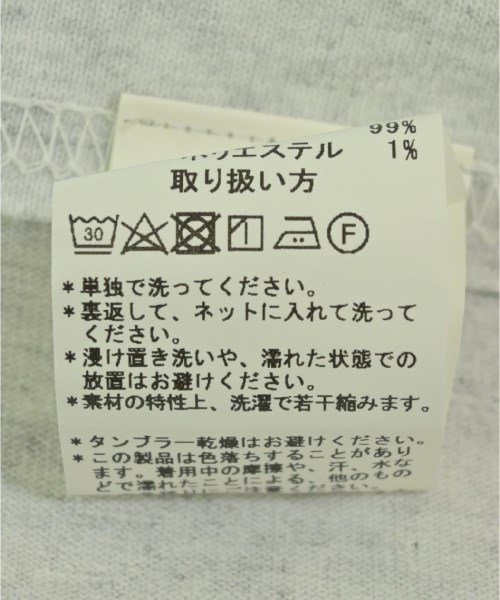 99%
ポリエステル 1%
取り扱い方
30 F
*単独で洗ってください。
*裏返して、ネットに入れて洗って
ください。
*浸け置き洗いや、濡れた状態での
放置はお避けください。
*素材の特性上、洗濯で若干縮みます。
*タンブラー乾燥はお避けください。
*この製品は色落ちすることがあり
ます。着用中の摩擦や、汗、水な
どで濡れたことによる、他のもの